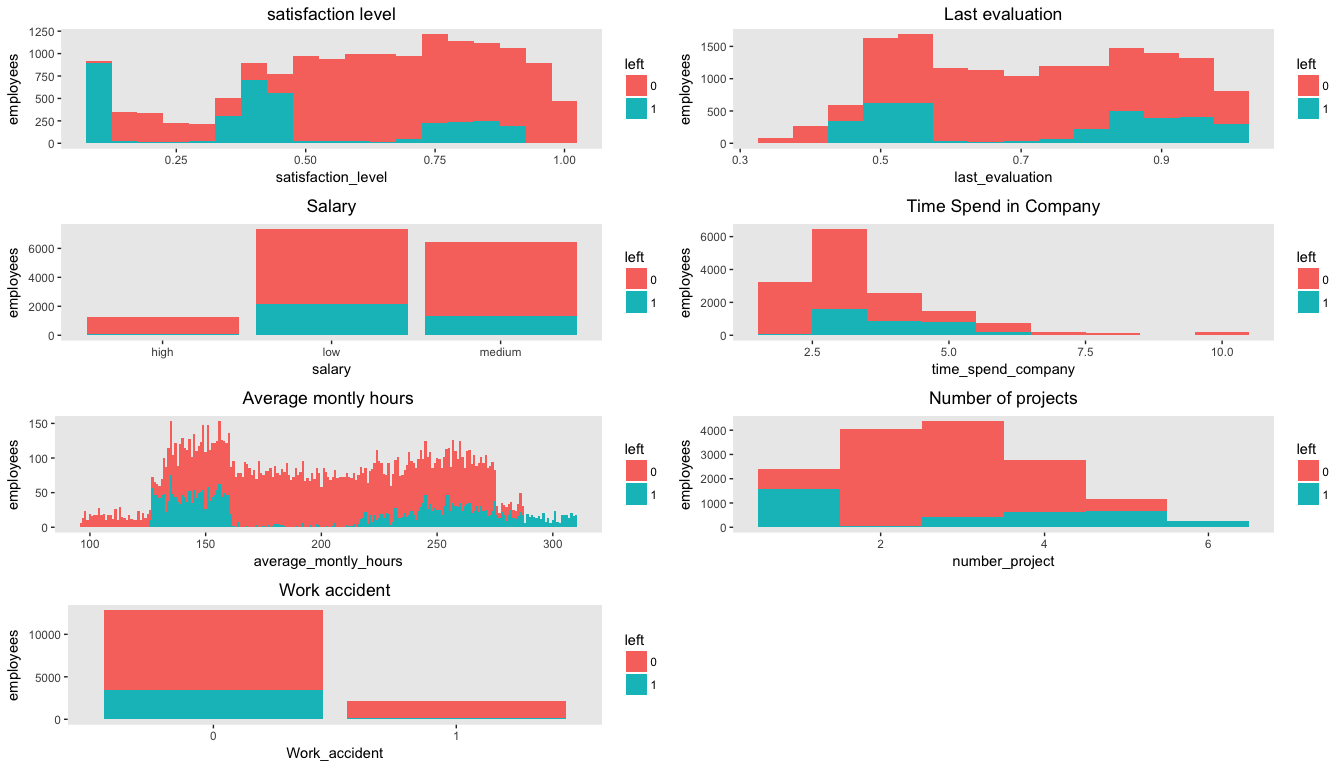 satisfaction level
1250
1000
750
500
250
0
employees
0.25 0.50 0.75 1.00
satisfaction_level
left
0
1
Last evaluation
1500
1000
500
0
employees
0.3 0.5 0.7 0.9
last_evaluation
left
0
1
Salary
6000
4000
2000
0
employees
high low medium
salary
left
0
1
Time Spend in Company
6000
4000
2000
0
employees
2.5 5.0 7.5 10.0
time_spend_company
left
0
1
Average montly hours
150
100
50
0
employees
100 150 200 250 300
average_montly_hours
left
0
1
Number of projects
4000
3000
2000
1000
0
employees
2 4 6
number_project
left
0
1
Work accident
10000
5000
0
employees
0 1
Work_accident
left
0
1